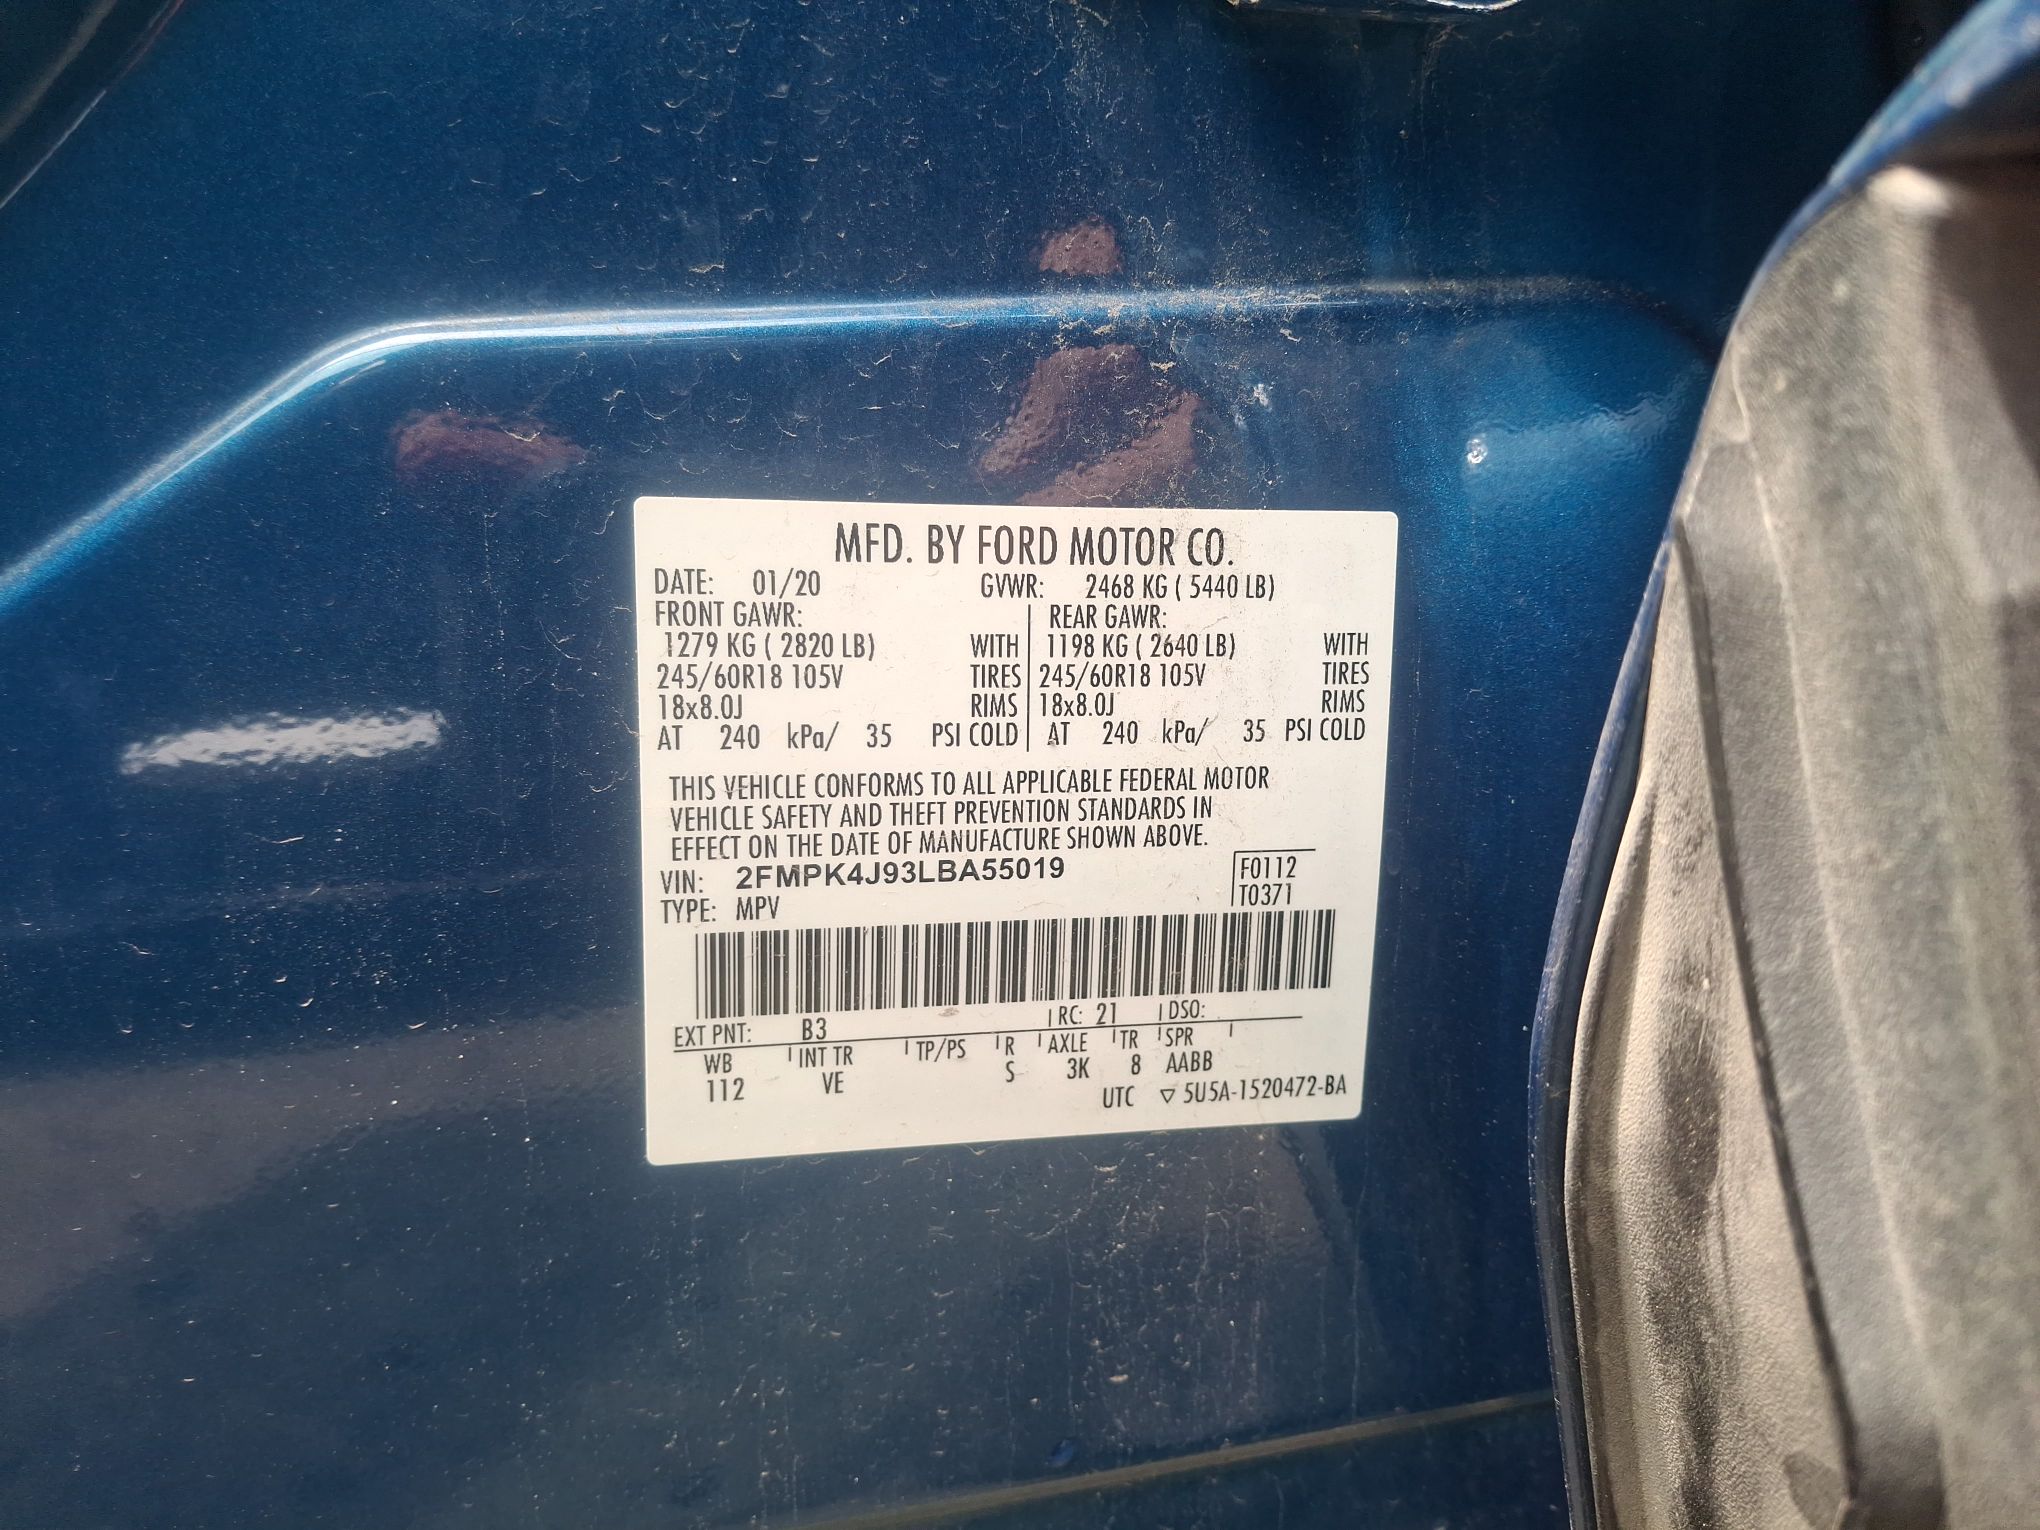 MFD. BY FORD MOTOR CO.
DATE: 01/20 GVWR: 2468 KG ( 5440 LB)
FRONT GAWR: REAR GAWR:
1279 KG ( 2820 LB) WITH 1198 KG ( 2640 LB) WITH
245/60R18 105V TIRES 245/60R18 105V TIRES
18x8.0J RIMS 18x8.0J RIMS
AT 240 kPa/ 35 PSI COLD AT 240 kPa/ 35 PSI COLD
THIS VEHICLE CONFORMS TO ALL APPLICABLE FEDERAL MOTOR
VEHICLE SAFETY AND THEFT PREVENTION STANDARDS IN
EFFECT ON THE DATE OF MANUFACTURE SHOWN ABOVE.
VIN: 2FMPK4J93LBA55019 F0112
TYPE: MPV T0371
EXT PNT: B3 RC: 21 DSO:
WB INT TR TP/PS R AXLE TR SPR
112 VE S 3K 8 AABB
UTC ▽ 5U5A-1520472-BA